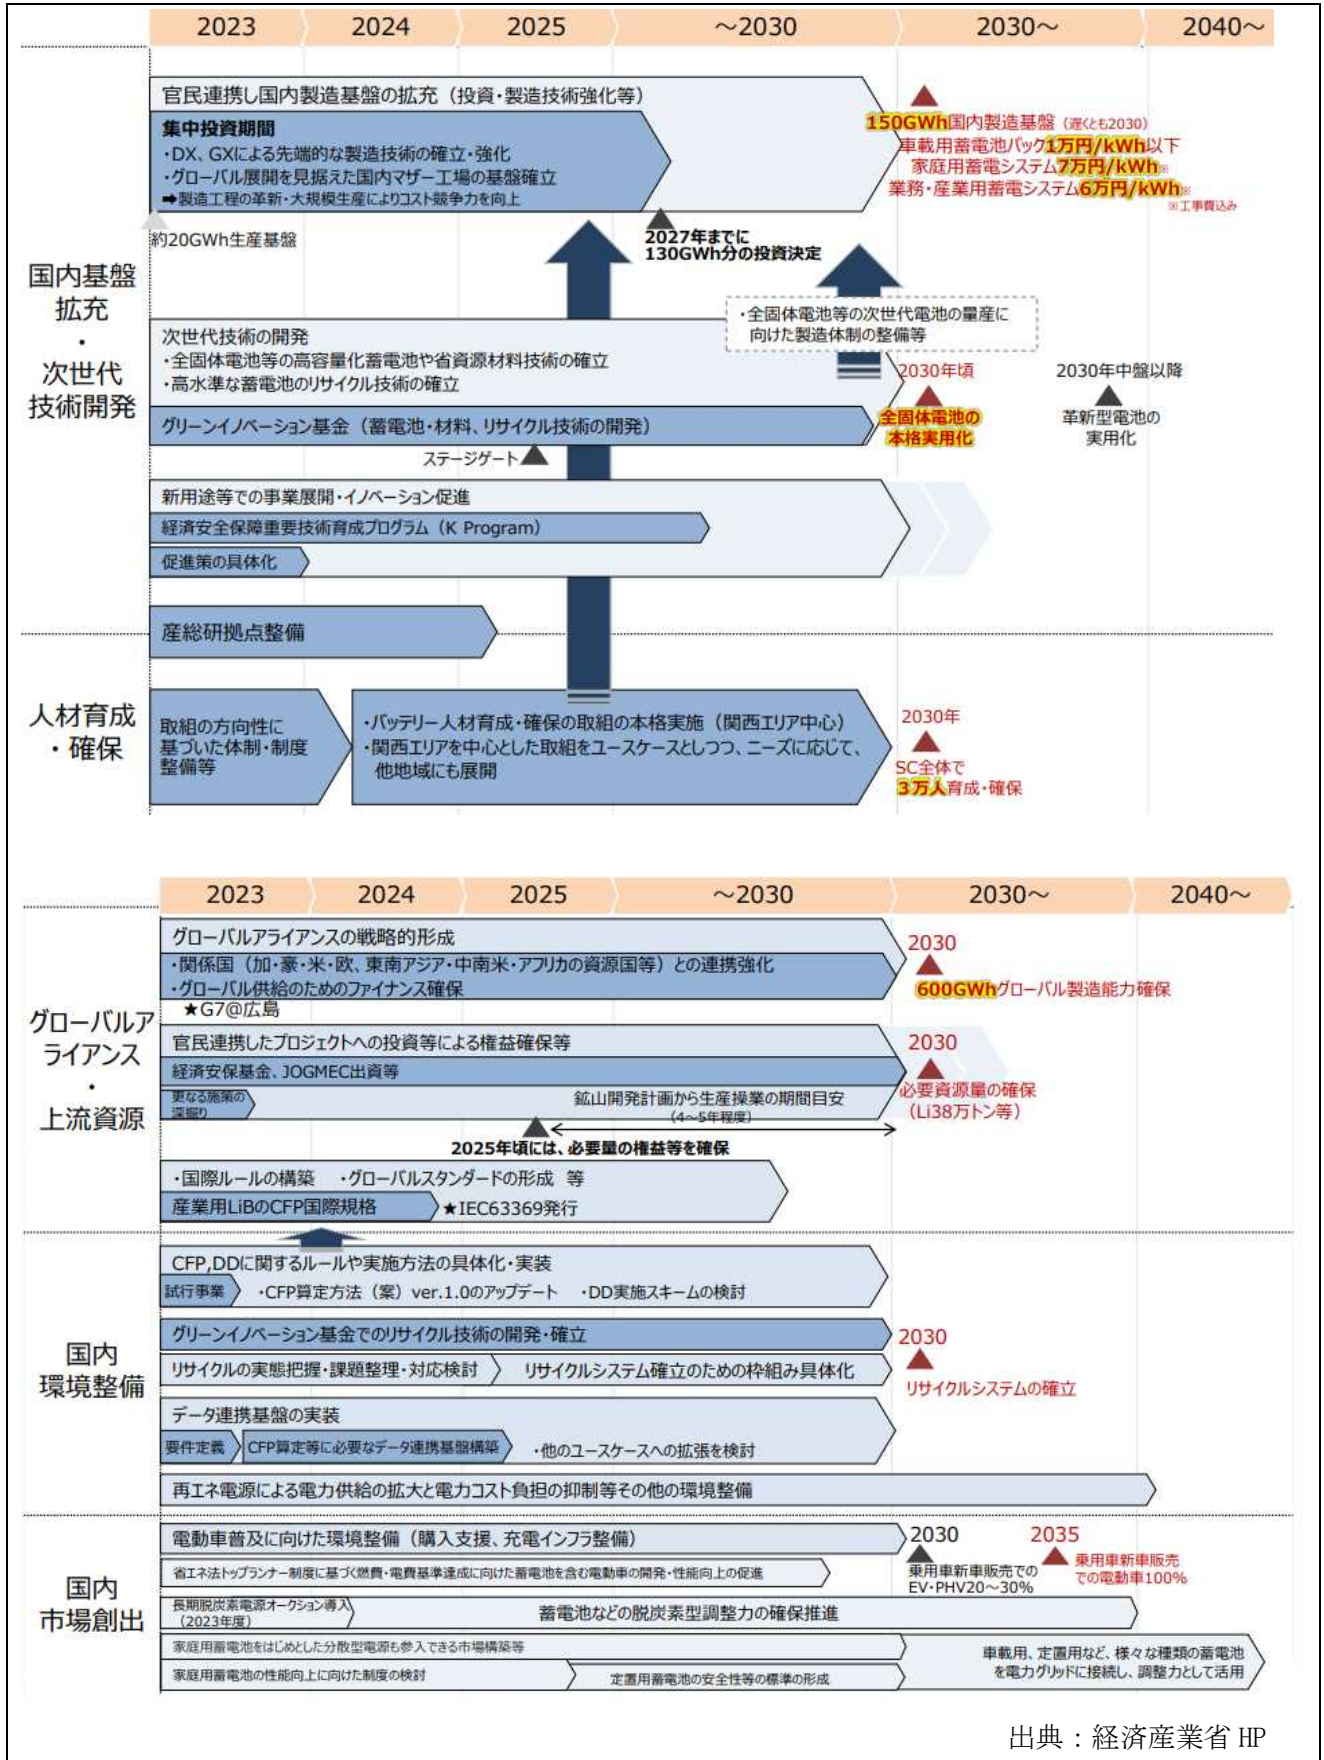 2023 2024 2025 ～2030 2030～ 2040～
官民連携し国内製造基盤の拡充（投資・製造技術強化等）
集中投資期間
・DX、GXによる先端的な製造技術の確立・強化
・グローバル展開を見据えた国内マザー工場の基盤確立
➡製造工程の革新・大規模生産によりコスト競争力を向上
150GWh国内製造基盤（遅くとも2030）
車載用蓄電池パック1万円/kWh以下
家庭用蓄電システム7万円/kWh※
業務・産業用蓄電システム6万円/kWh※
※工事費込み
約20GWh生産基盤
2027年までに
130GWh分の投資決定
国内基盤
拡充
・
次世代
技術開発
・全固体電池等の次世代電池の量産に
向けた製造体制の整備等
次世代技術の開発
・全固体電池等の高容量化蓄電池や省資源材料技術の確立
・高水準な蓄電池のリサイクル技術の確立
グリーンイノベーション基金（蓄電池・材料、リサイクル技術の開発）
ステージゲート
2030年頃
全固体電池の
本格実用化
2030年中盤以降
革新型電池の
実用化
新用途等での事業展開・イノベーション促進
経済安全保障重要技術育成プログラム（K Program）
促進策の具体化
産総研拠点整備
人材育成
・確保
取組の方向性に
基づいた体制・制度
整備等
・バッテリー人材育成・確保の取組の本格実施（関西エリア中心）
・関西エリアを中心とした取組をユースケースとしつつ、ニーズに応じて、
他地域にも展開
2030年
SC全体で
3万人育成・確保
2023 2024 2025 ～2030 2030～ 2040～
グローバルア
ライアンス
・
上流資源
グローバルアライアンスの戦略的形成
・関係国（加・豪・米・欧、東南アジア・中南米・アフリカの資源国等）との連携強化
・グローバル供給のためのファイナンス確保
★G7@広島
2030
600GWhグローバル製造能力確保
官民連携したプロジェクトへの投資等による権益確保等
経済安保基金、JOGMEC出資等
更なる施策の
深掘り
鉱山開発計画から生産操業の期間目安
（4～5年程度）
2025年頃には、必要量の権益等を確保
2030
必要資源量の確保
（Li38万トン等）
・国際ルールの構築 ・グローバルスタンダードの形成 等
産業用LiBのCFP国際規格
★IEC63369発行
国内
環境整備
CFP,DDに関するルールや実施方法の具体化・実装
試行事業
・CFP算定方法（案）ver.1.0のアップデート ・DD実施スキームの検討
グリーンイノベーション基金でのリサイクル技術の開発・確立
リサイクルの実態把握・課題整理・対応検討
リサイクルシステム確立のための枠組み具体化
2030
リサイクルシステムの確立
データ連携基盤の実装
要件定義
CFP算定等に必要なデータ連携基盤構築
・他のユースケースへの拡張を検討
再エネ電源による電力供給の拡大と電力コスト負担の抑制等その他の環境整備
国内
市場創出
電動車普及に向けた環境整備（購入支援、充電インフラ整備）
省エネ法トップランナー制度に基づく燃費・電費基準達成に向けた蓄電池を含む電動車の開発・性能向上の促進
2030
乗用車新車販売での
EV・PHV20～30%
2035
乗用車新車販売
での電動車100%
長期脱炭素電源オークション導入
（2023年度）
蓄電池などの脱炭素型調整力の確保推進
家庭用蓄電池をはじめとした分散型電源も参入できる市場構築等
家庭用蓄電池の性能向上に向けた制度の検討
定置用蓄電池の安全性等の標準の形成
車載用、定置用など、様々な種類の蓄電池
を電力グリッドに接続し、調整力として活用
出典：経済産業省 HP